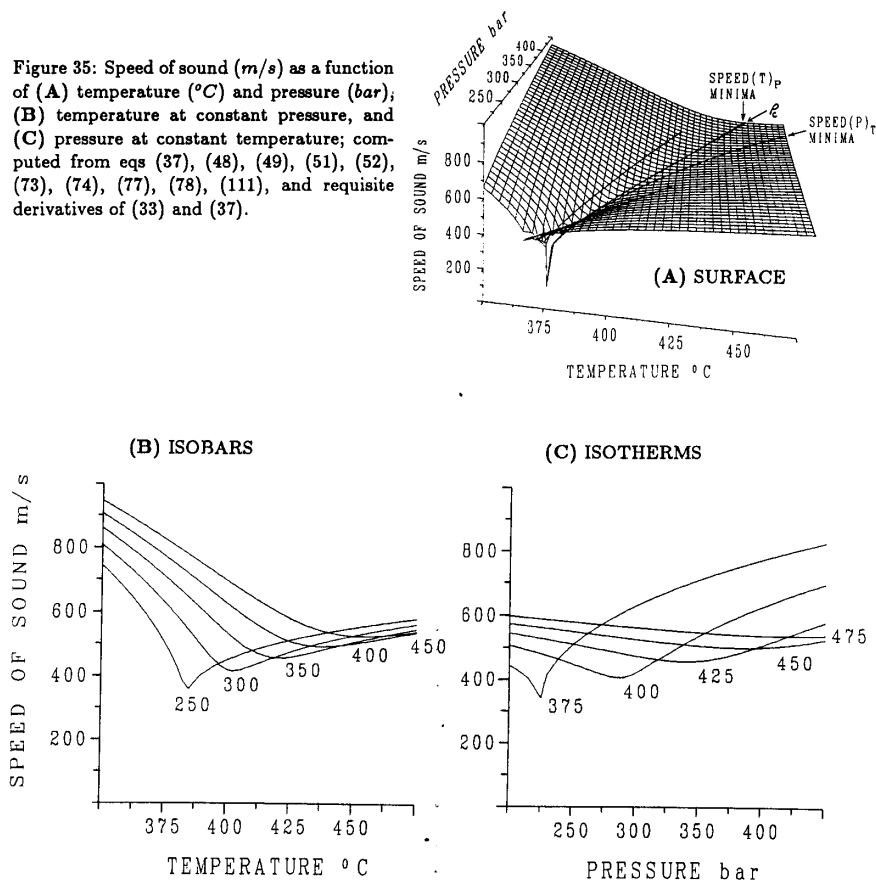 Figure 35: Speed of sound (m/s) as a function
of (A) temperature (°C) and pressure (bar);
(B) temperature at constant pressure, and
(C) pressure at constant temperature; com-
puted from eqs (37), (48), (49), (51), (52),
(73), (74), (77), (78), (111), and requisite
derivatives of (33) and (37).
PRESSURE bar
400
350
300
250
SPEED(T)P
MINIMA
SPEED(P)T
MINIMA
SPEED OF SOUND m/s
800
600
400
200
(A) SURFACE
375
400
425
450
TEMPERATURE °C
(B) ISOBARS
SPEED OF SOUND m/s
800
600
400
200
250
300
350
400
450
375
400
425
450
TEMPERATURE °C
(C) ISOTHERMS
800
600
400
200
375
400
425
450
475
250
300
350
400
PRESSURE bar